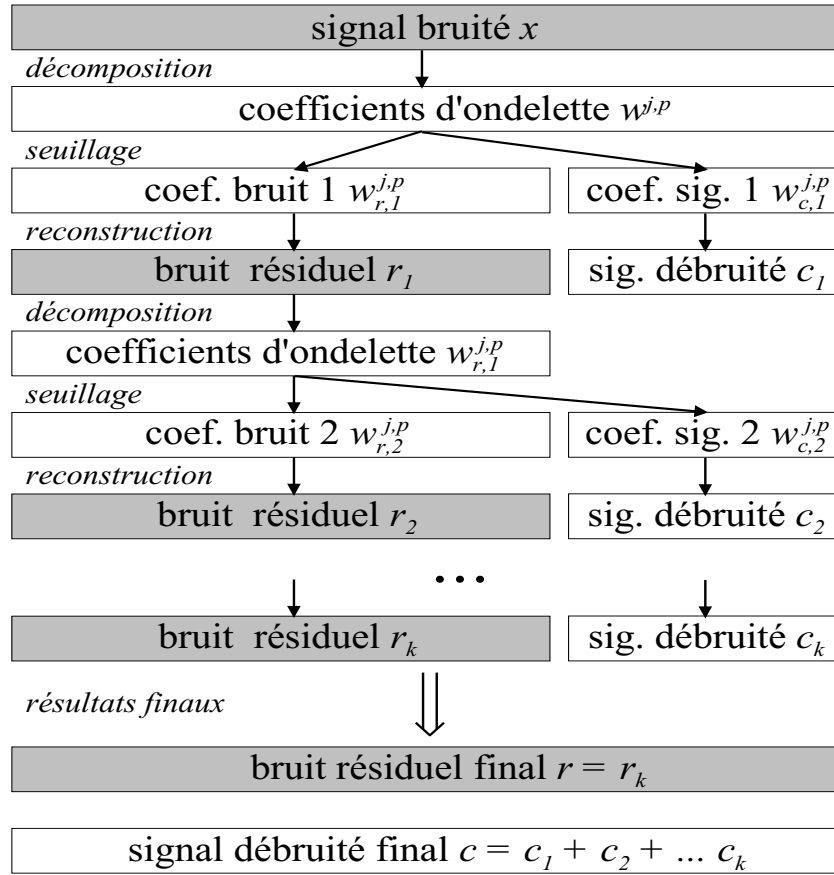 signal bruité x
décomposition
coefficients d'ondelette w^{j,p}
seuillage
coef. bruit 1 w_{r,1}^{j,p} coef. sig. 1 w_{c,1}^{j,p}
reconstruction
bruit résiduel r_1 sig. débruité c_1
décomposition
coefficients d'ondelette w_{r,1}^{j,p}
seuillage
coef. bruit 2 w_{r,2}^{j,p} coef. sig. 2 w_{c,2}^{j,p}
reconstruction
bruit résiduel r_2 sig. débruité c_2
...
bruit résiduel r_k sig. débruité c_k
résultats finaux
bruit résiduel final r = r_k
signal débruité final c = c_1 + c_2 + ... c_k